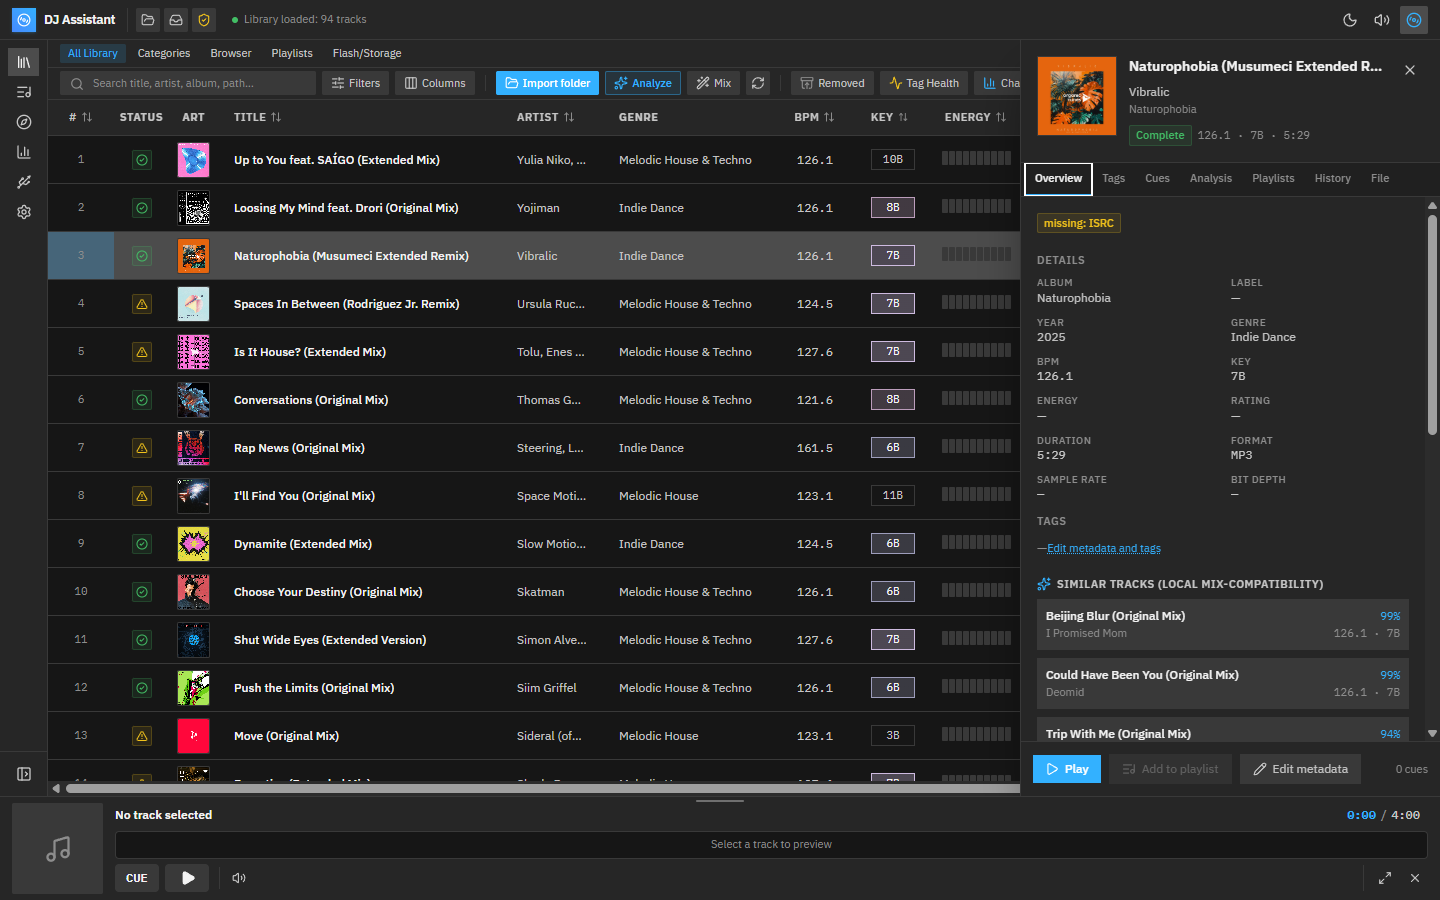 DJ Assistant
Library loaded: 94 tracks
All Library
Categories
Browser
Playlists
Flash/Storage
Search title, artist, album, path...
Filters
Columns
Import folder
Analyze
Mix
Removed
Tag Health
Cha
# STATUS ART TITLE ARTIST GENRE BPM KEY ENERGY
1 Up to You feat. SAÍGO (Extended Mix) Yulia Niko, ... Melodic House & Techno 126.1 10B
2 Loosing My Mind feat. Drori (Original Mix) Yojiman Indie Dance 126.1 8B
3 Naturophobia (Musumeci Extended Remix) Vibralic Indie Dance 126.1 7B
4 Spaces In Between (Rodriguez Jr. Remix) Ursula Ruc... Melodic House & Techno 124.5 7B
5 Is It House? (Extended Mix) Tolu, Enes ... Melodic House & Techno 127.6 7B
6 Conversations (Original Mix) Thomas G... Melodic House & Techno 121.6 8B
7 Rap News (Original Mix) Steering, L... Indie Dance 161.5 6B
8 I'll Find You (Original Mix) Space Moti... Melodic House 123.1 11B
9 Dynamite (Extended Mix) Slow Motio... Indie Dance 124.5 6B
10 Choose Your Destiny (Original Mix) Skatman Melodic House & Techno 126.1 6B
11 Shut Wide Eyes (Extended Version) Simon Alve... Melodic House & Techno 127.6 7B
12 Push the Limits (Original Mix) Siim Griffel Melodic House & Techno 126.1 6B
13 Move (Original Mix) Sideral (of... Melodic House 123.1 3B
Naturophobia (Musumeci Extended R...
Vibralic
Naturophobia
Complete 126.1 · 7B · 5:29
Overview
Tags
Cues
Analysis
Playlists
History
File
missing: ISRC
DETAILS
ALBUM LABEL
Naturophobia —
YEAR GENRE
2025 Indie Dance
BPM KEY
126.1 7B
ENERGY RATING
— —
DURATION FORMAT
5:29 MP3
SAMPLE RATE BIT DEPTH
— —
TAGS
—Edit metadata and tags
SIMILAR TRACKS (LOCAL MIX-COMPATIBILITY)
Beijing Blur (Original Mix) 99%
I Promised Mom 126.1 · 7B
Could Have Been You (Original Mix) 99%
Deomid 126.1 · 7B
Trip With Me (Original Mix) 94%
Play
Add to playlist
Edit metadata
0 cues
No track selected
0:00 / 4:00
Select a track to preview
CUE